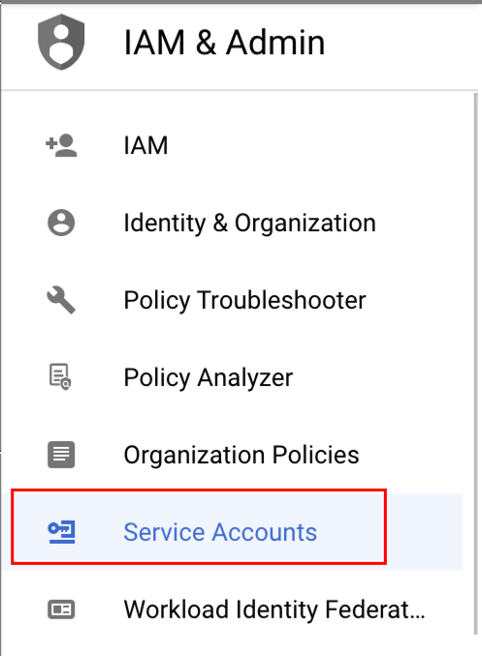 IAM & Admin
IAM
Identity & Organization
Policy Troubleshooter
Policy Analyzer
Organization Policies
Service Accounts
Workload Identity Federat...